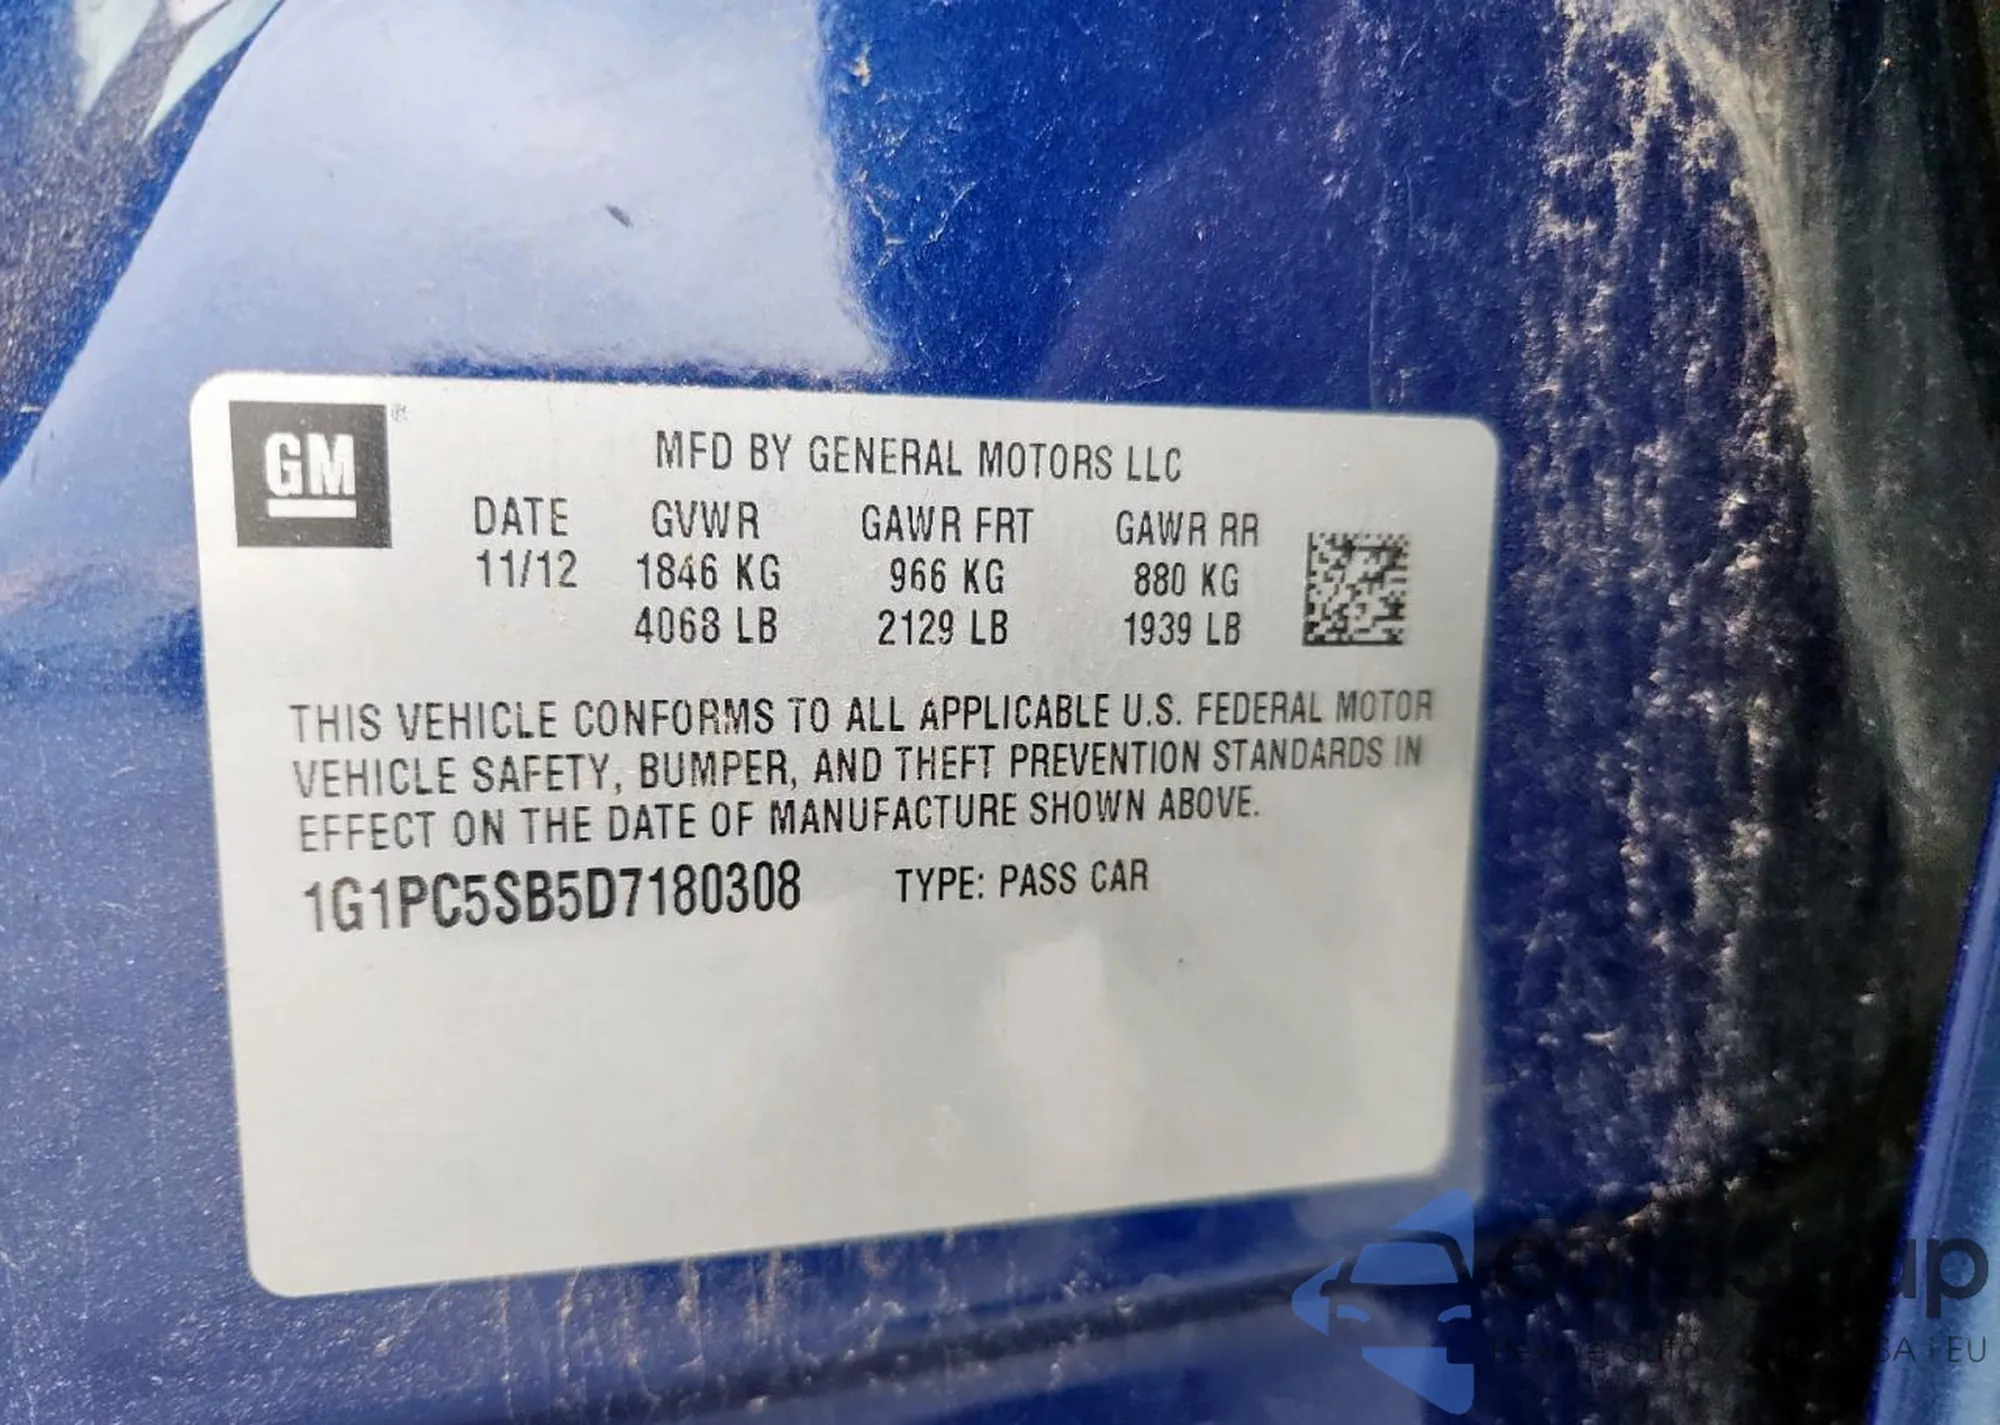 GM ®
MFD BY GENERAL MOTORS LLC
DATE GVWR GAWR FRT GAWR RR
11/12 1846 KG 966 KG 880 KG
4068 LB 2129 LB 1939 LB
THIS VEHICLE CONFORMS TO ALL APPLICABLE U.S. FEDERAL MOTOR
VEHICLE SAFETY, BUMPER, AND THEFT PREVENTION STANDARDS IN
EFFECT ON THE DATE OF MANUFACTURE SHOWN ABOVE.
1G1PC5SB5D7180308 TYPE: PASS CAR
EU